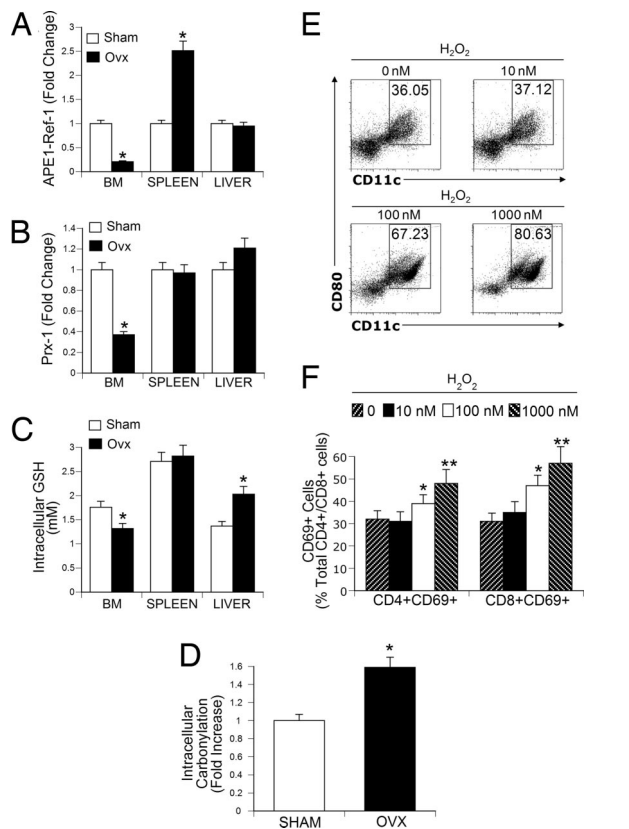 A
APE1-Ref-1 (Fold Change)
3
2.5
2
1.5
1
0.5
0
Sham
Ovx
*
*
BM SPLEEN LIVER
B
Prx-1 (Fold Change)
1.4
1.2
1
0.8
0.6
0.4
0.2
0
Sham
Ovx
*
BM SPLEEN LIVER
C
Intracellular GSH
(mM)
3
2.5
2
1.5
1
0.5
0
Sham
Ovx
*
*
BM SPLEEN LIVER
D
Intracellular
Carbonylation
(Fold Increase)
1.6
1.4
1.2
1
0.8
0.6
0.4
0.2
0
*
SHAM OVX
E
H2O2
0 nM 10 nM
36.05 37.12
CD11c
H2O2
100 nM 1000 nM
67.23 80.63
CD80
CD11c
F
H2O2
0 10 nM 100 nM 1000 nM
CD69+ Cells
(% Total CD4+/CD8+ cells)
60
50
40
30
20
10
0
* ** * **
CD4+CD69+ CD8+CD69+